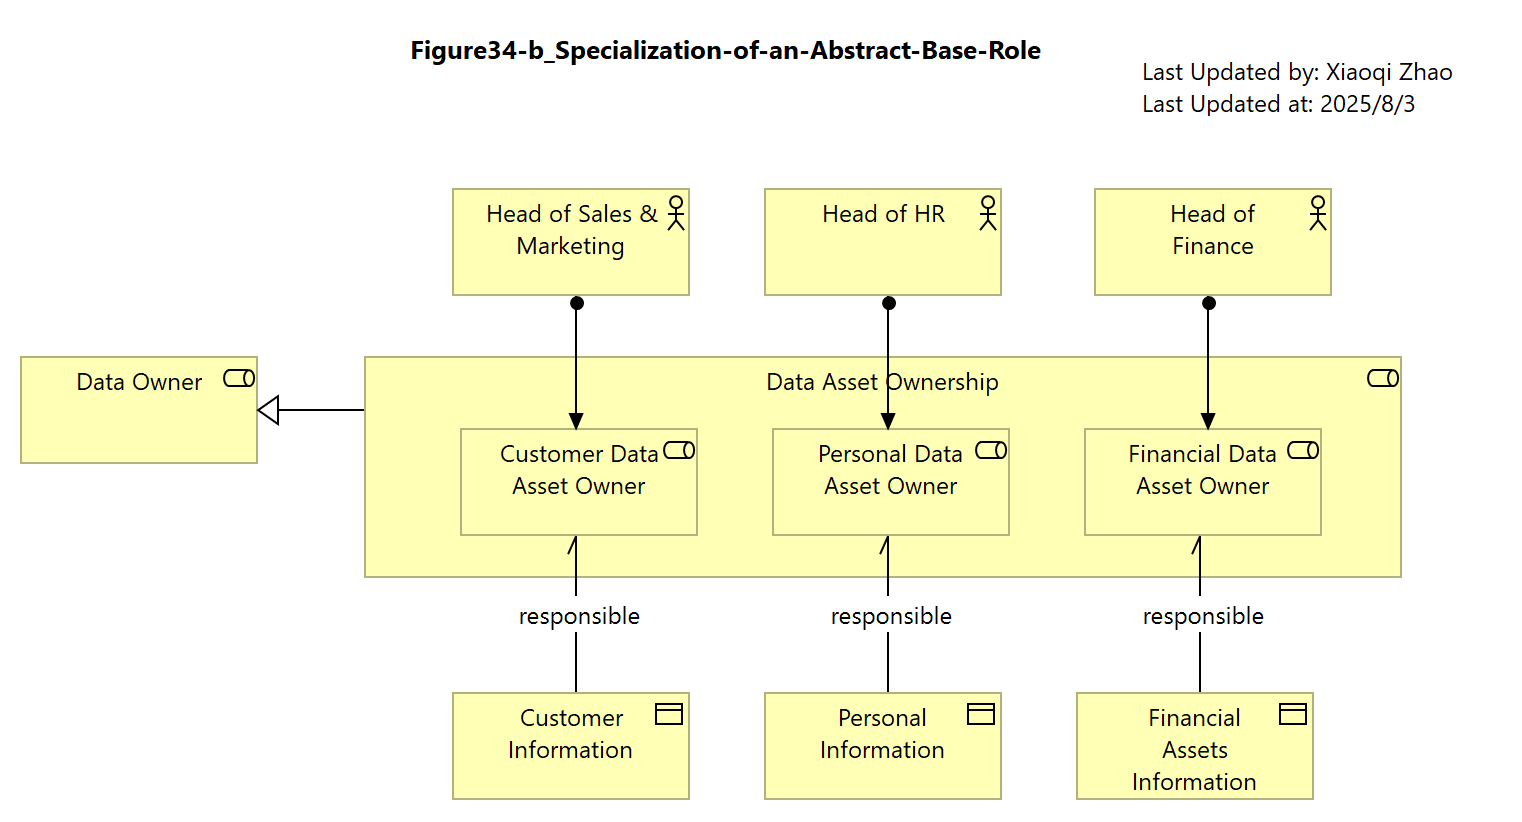 Figure34-b_Specialization-of-an-Abstract-Base-Role
Last Updated by: Xiaoqi Zhao
Last Updated at: 2025/8/3
Head of Sales &
Marketing
Head of HR
Head of
Finance
Data Owner
Data Asset Ownership
Customer Data
Asset Owner
Personal Data
Asset Owner
Financial Data
Asset Owner
responsible
responsible
responsible
Customer
Information
Personal
Information
Financial
Assets
Information